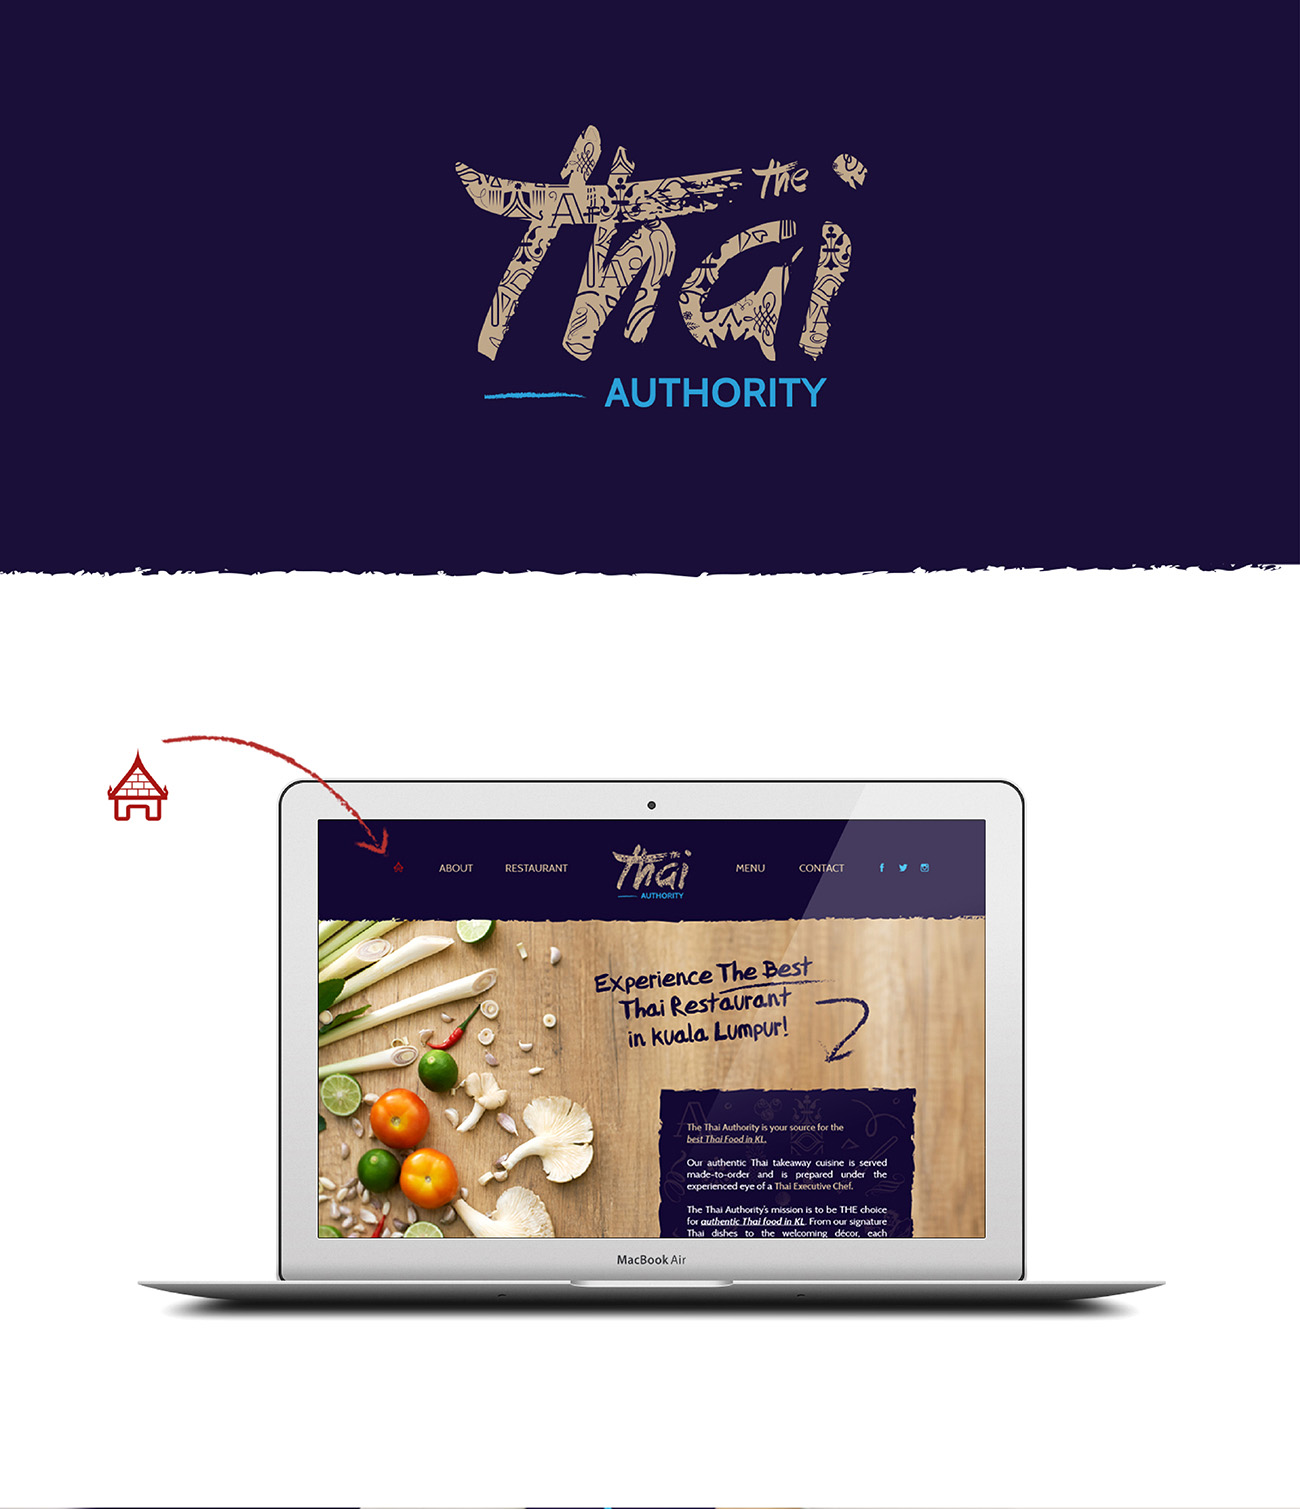 the
Thai
AUTHORITY
ABOUT RESTAURANT the Thai AUTHORITY MENU CONTACT
Experience The Best
Thai Restaurant
in Kuala Lumpur!
The Thai Authority is your source for the
best Thai Food in KL.
Our authentic Thai takeaway cuisine is served
made-to-order and is prepared under the
experienced eye of a Thai Executive Chef.
The Thai Authority's mission is to be THE choice
for authentic Thai food in KL. From our signature
Thai dishes to the welcoming décor, each
MacBook Air